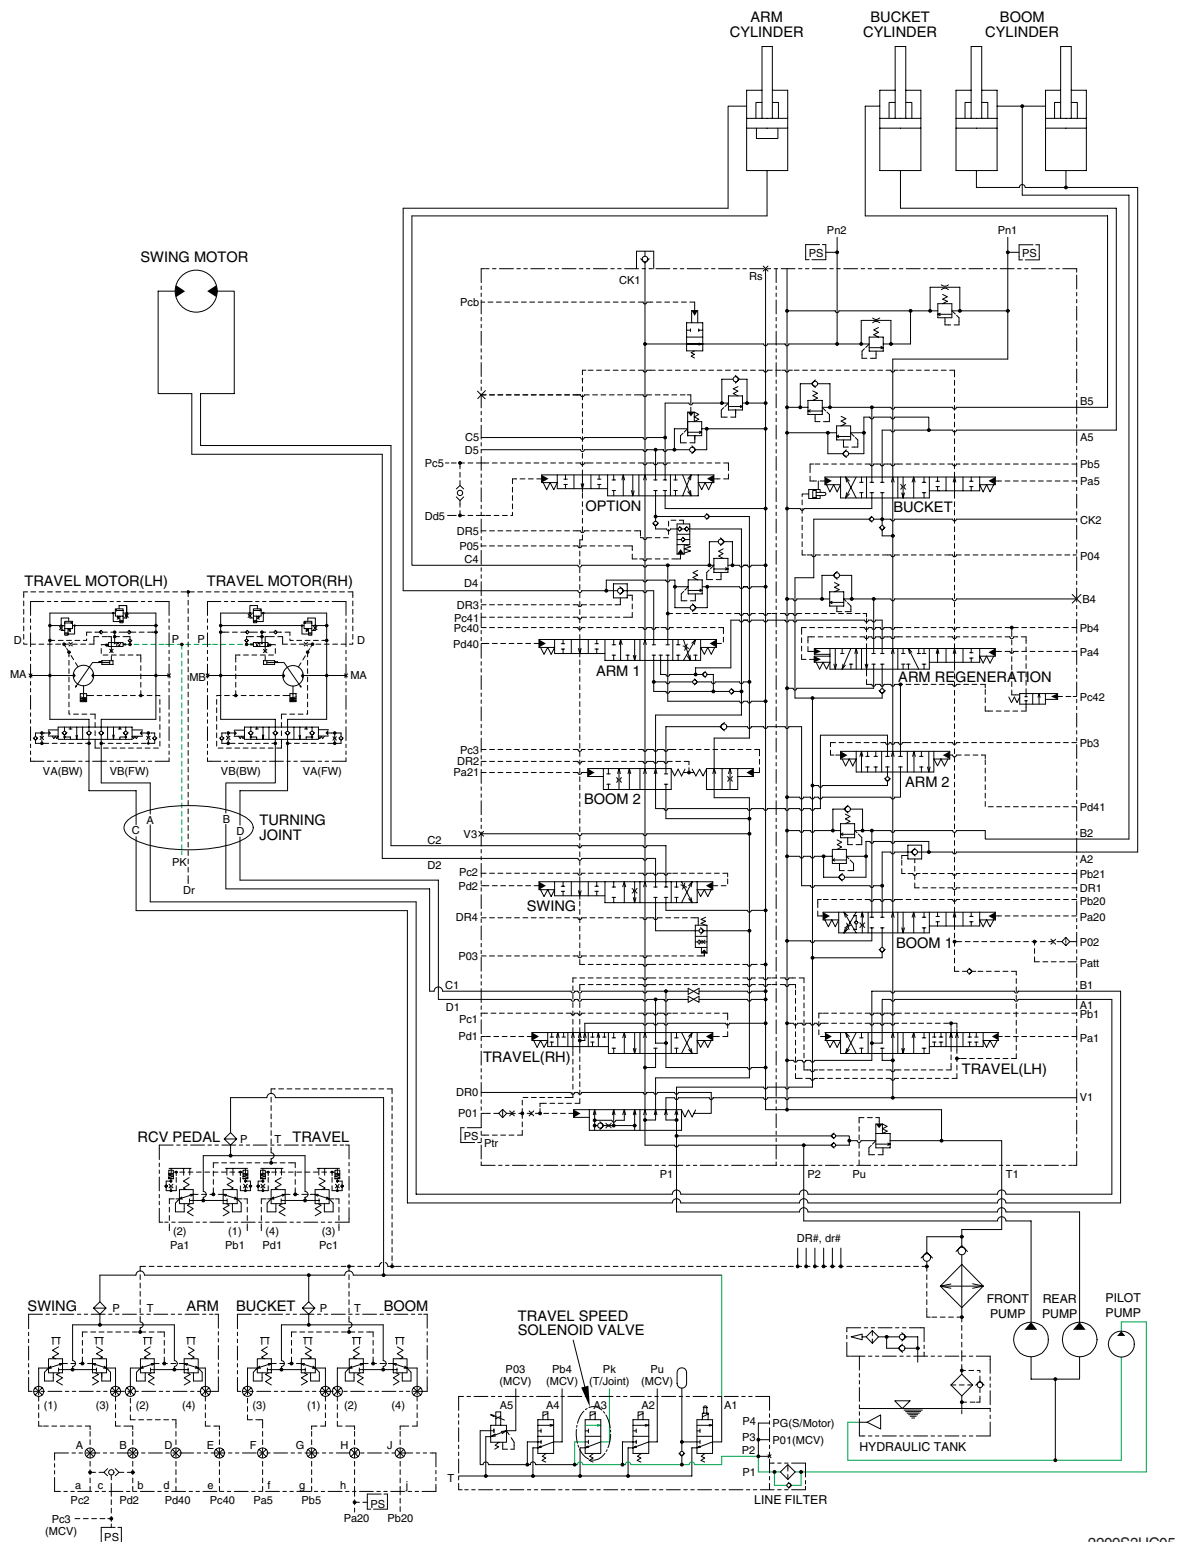 ARM
CYLINDER
BUCKET
CYLINDER
BOOM
CYLINDER
Pn2
Pn1
PS
PS
SWING MOTOR
CK1
Rs
Pcb
B5
C5
A5
D5
Pc5
Pb5
Pa5
OPTION
BUCKET
Dd5
CK2
DR5
P05
P04
C4
TRAVEL MOTOR(LH)
TRAVEL MOTOR(RH)
D4
DR3
B4
Pc41
Pc40
Pb4
D
P
P
D
Pd40
Pa4
ARM 1
ARM REGENERATION
MA
MB
MA
Pc42
Pb3
Pc3
DR2
Pa21
VA(BW)
VB(FW)
VB(BW)
VA(FW)
BOOM 2
ARM 2
Pd41
C
A
B
D
TURNING
JOINT
V3
B2
C2
PK
D2
A2
Dr
Pc2
Pb21
Pd2
DR1
SWING
Pb20
DR4
Pa20
BOOM 1
P02
P03
Patt
C1
B1
D1
A1
Pc1
Pb1
Pd1
Pa1
TRAVEL(RH)
TRAVEL(LH)
DR0
V1
P01
PS
Ptr
RCV PEDAL
P
T
TRAVEL
P1
P2
Pu
T1
(2)
(1)
(4)
(3)
Pa1
Pb1
Pd1
Pc1
DR#, dr#
SWING
P
T
ARM
BUCKET
P
T
BOOM
FRONT
PUMP
REAR
PUMP
PILOT
PUMP
TRAVEL SPEED
SOLENOID VALVE
P03
(MCV)
Pb4
(MCV)
Pk
(T/Joint)
Pu
(MCV)
(1)
(3)
(2)
(4)
(3)
(1)
(2)
(4)
A5
A4
A3
A2
A1
P4
PG(S/Motor)
P3
P01(MCV)
P2
HYDRAULIC TANK
A
B
D
E
F
G
H
J
T
P1
a
c
b
d
e
f
g
h
i
LINE FILTER
Pc2
Pd2
Pd40
Pc40
Pa5
Pb5
PS
Pa20
Pb20
Pc3
(MCV)
PS